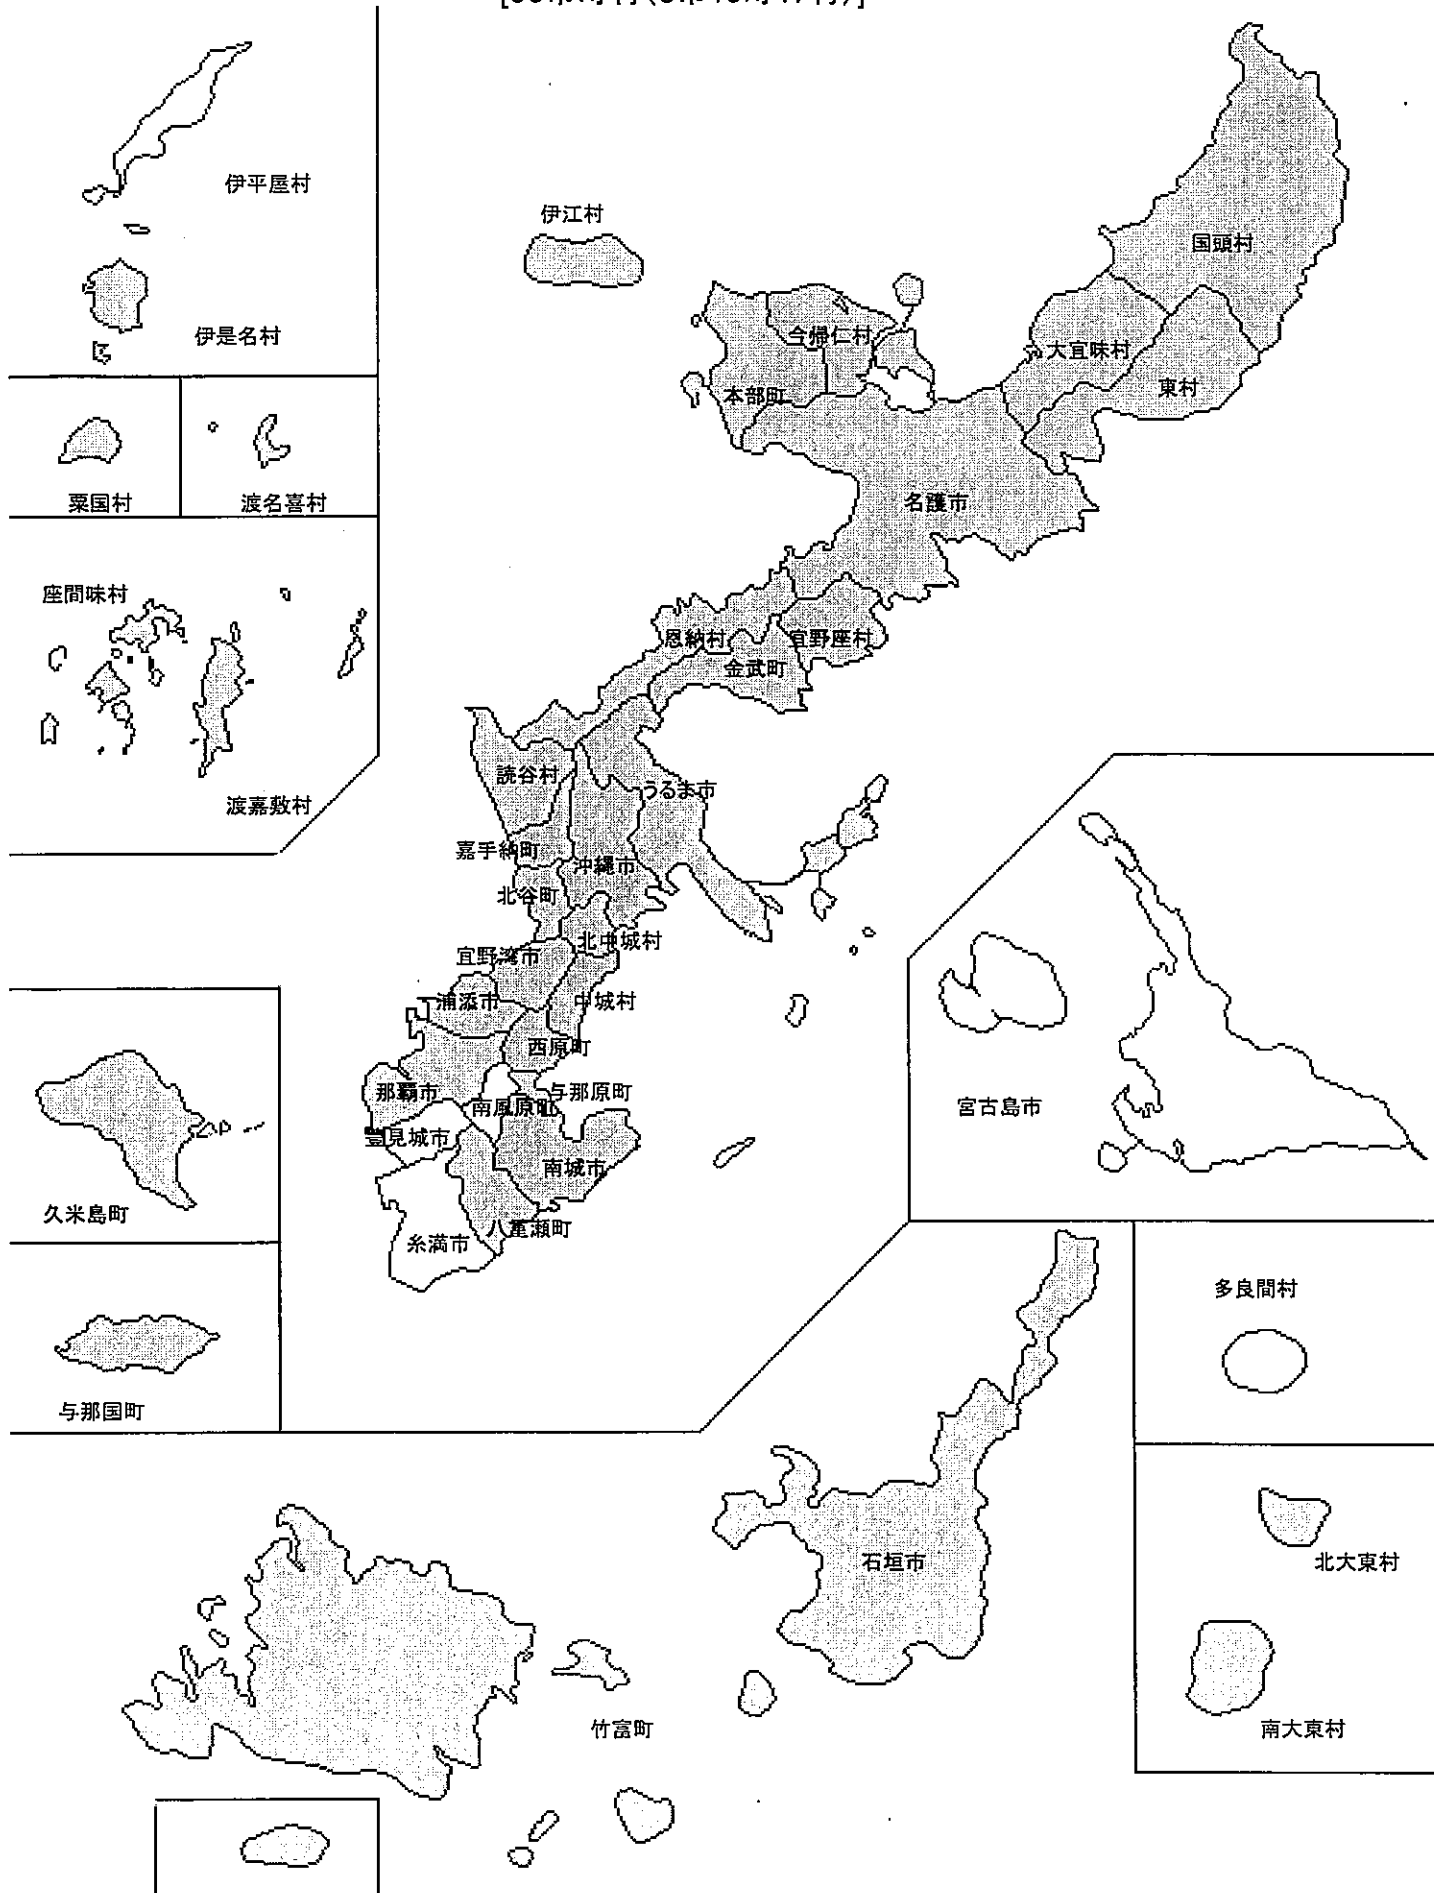 伊平屋村
伊江村
国頭村
伊是名村
今帰仁村
大宜味村
本部町
東村
粟国村
渡名喜村
名護市
座間味村
恩納村
宜野座村
金武町
読谷村
うるま市
渡嘉敷村
嘉手納町
沖縄市
北谷町
北中城村
宜野湾市
浦添市
中城村
西原町
那覇市
与那原町
南風原町
宮古島市
豊見城市
南城市
久米島町
八重瀬町
糸満市
多良間村
与那国町
石垣市
北大東村
竹富町
南大東村